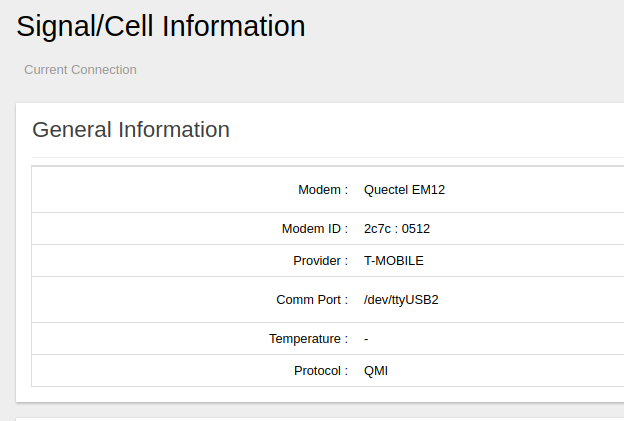 Signal/Cell Information
Current Connection
General Information
Modem : Quectel EM12
Modem ID : 2c7c : 0512
Provider : T-MOBILE
Comm Port : /dev/ttyUSB2
Temperature : -
Protocol : QMI